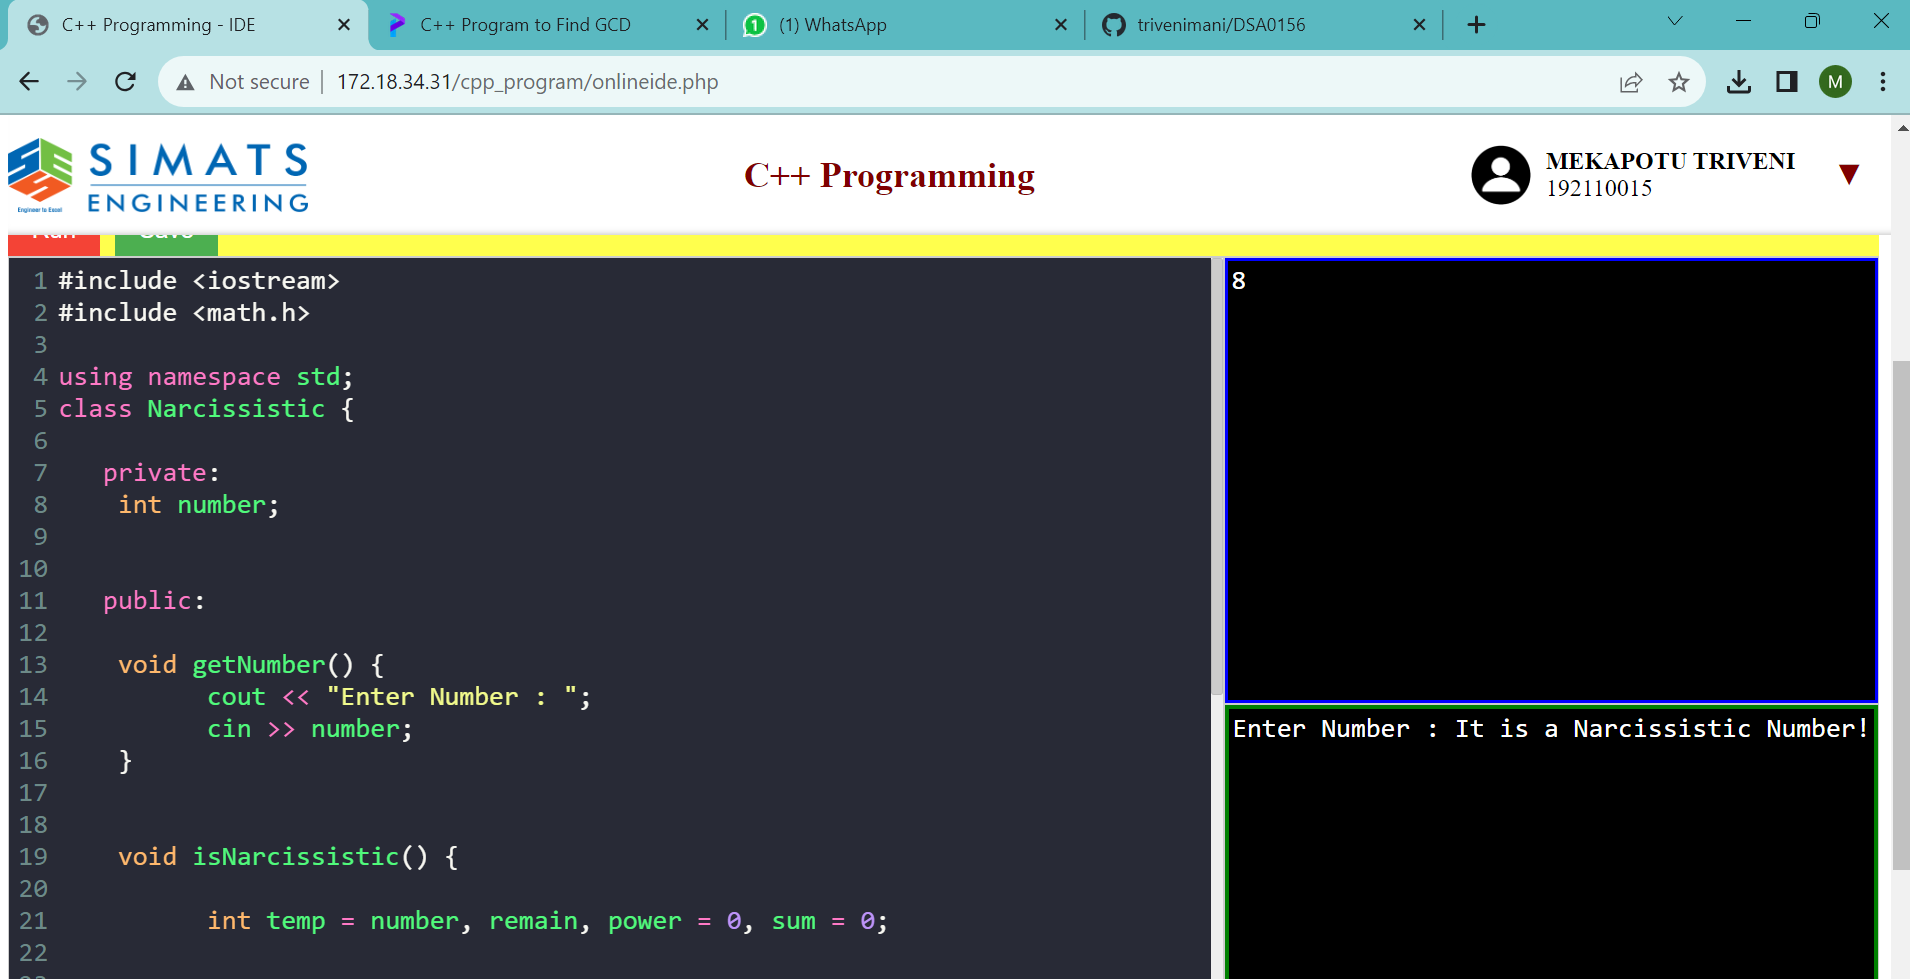 C++ Programming - IDE
C++ Program to Find GCD
1
(1) WhatsApp
trivenimani/DSA0156
Not secure
172.18.34.31/cpp_program/onlineide.php
M
SIMATS
ENGINEERING
Engineer to Excel
C++ Programming
MEKAPOTU TRIVENI
192110015
Run
Save
1 #include <iostream>
2 #include <math.h>
3
4 using namespace std;
5 class Narcissistic {
6
7 private:
8 int number;
9
10
11 public:
12
13 void getNumber() {
14 cout << "Enter Number : ";
15 cin >> number;
16 }
17
18
19 void isNarcissistic() {
20
21 int temp = number, remain, power = 0, sum = 0;
22
8
Enter Number : It is a Narcissistic Number!